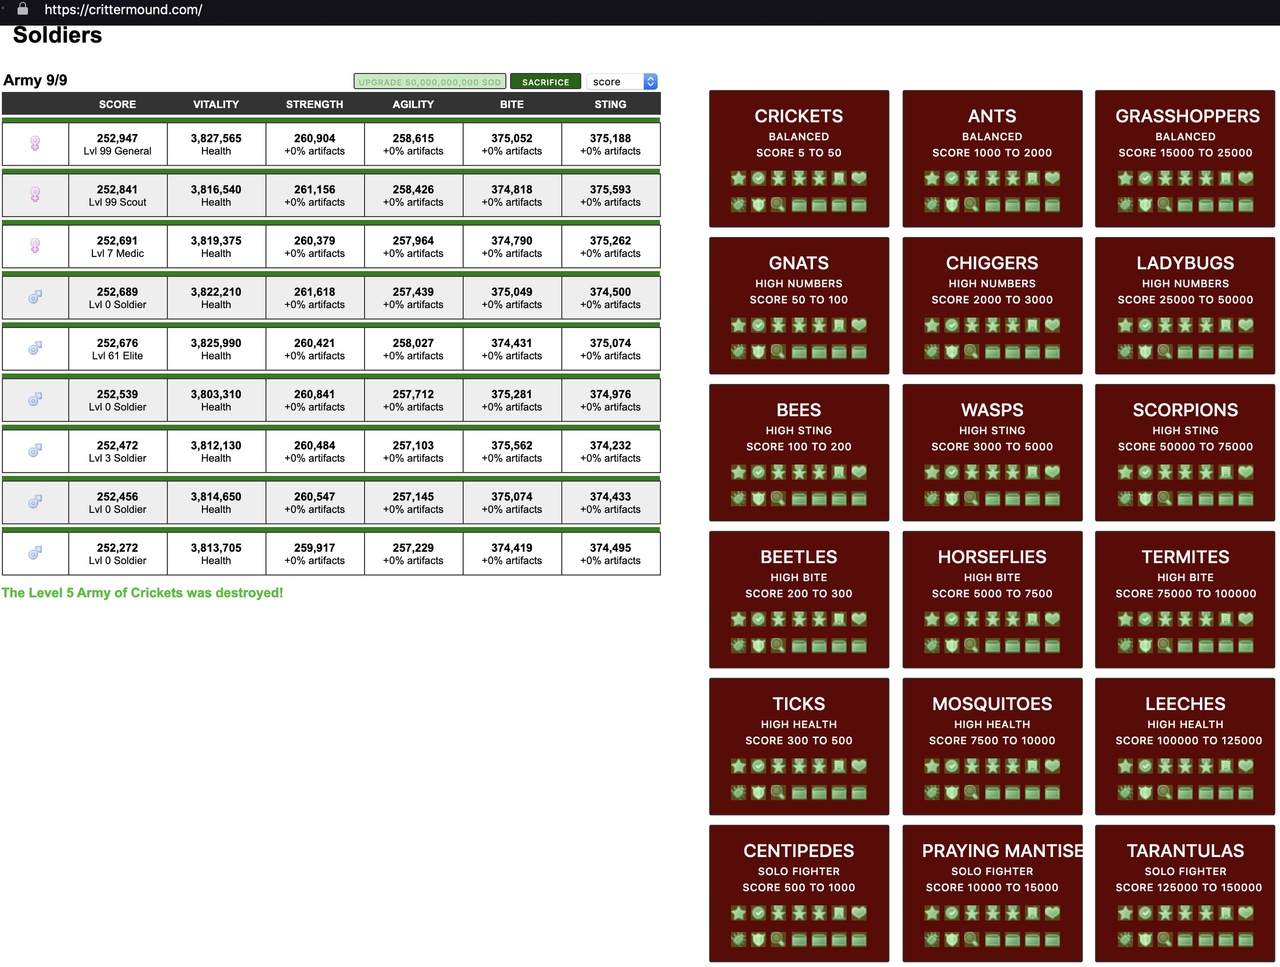 https://crittermound.com/
Soldiers
Army 9/9
UPGRADE 50,000,000,000 SOD
SACRIFICE
score
SCORE VITALITY STRENGTH AGILITY BITE STING
252,947 3,827,565 260,904 258,615 375,052 375,188
Lvl 99 General Health +0% artifacts +0% artifacts +0% artifacts +0% artifacts
252,841 3,816,540 261,156 258,426 374,818 375,593
Lvl 99 Scout Health +0% artifacts +0% artifacts +0% artifacts +0% artifacts
252,691 3,819,375 260,379 257,964 374,790 375,262
Lvl 7 Medic Health +0% artifacts +0% artifacts +0% artifacts +0% artifacts
252,689 3,822,210 261,618 257,439 375,049 374,500
Lvl 0 Soldier Health +0% artifacts +0% artifacts +0% artifacts +0% artifacts
252,676 3,825,990 260,421 258,027 374,431 375,074
Lvl 61 Elite Health +0% artifacts +0% artifacts +0% artifacts +0% artifacts
252,539 3,803,310 260,841 257,712 375,281 374,976
Lvl 0 Soldier Health +0% artifacts +0% artifacts +0% artifacts +0% artifacts
252,472 3,812,130 260,484 257,103 375,562 374,232
Lvl 3 Soldier Health +0% artifacts +0% artifacts +0% artifacts +0% artifacts
252,456 3,814,650 260,547 257,145 375,074 374,433
Lvl 0 Soldier Health +0% artifacts +0% artifacts +0% artifacts +0% artifacts
252,272 3,813,705 259,917 257,229 374,419 374,495
Lvl 0 Soldier Health +0% artifacts +0% artifacts +0% artifacts +0% artifacts
The Level 5 Army of Crickets was destroyed!
CRICKETS
BALANCED
SCORE 5 TO 50
ANTS
BALANCED
SCORE 1000 TO 2000
GRASSHOPPERS
BALANCED
SCORE 15000 TO 25000
GNATS
HIGH NUMBERS
SCORE 50 TO 100
CHIGGERS
HIGH NUMBERS
SCORE 2000 TO 3000
LADYBUGS
HIGH NUMBERS
SCORE 25000 TO 50000
BEES
HIGH STING
SCORE 100 TO 200
WASPS
HIGH STING
SCORE 3000 TO 5000
SCORPIONS
HIGH STING
SCORE 50000 TO 75000
BEETLES
HIGH BITE
SCORE 200 TO 300
HORSEFLIES
HIGH BITE
SCORE 5000 TO 7500
TERMITES
HIGH BITE
SCORE 75000 TO 100000
TICKS
HIGH HEALTH
SCORE 300 TO 500
MOSQUITOES
HIGH HEALTH
SCORE 7500 TO 10000
LEECHES
HIGH HEALTH
SCORE 100000 TO 125000
CENTIPEDES
SOLO FIGHTER
SCORE 500 TO 1000
PRAYING MANTISE
SOLO FIGHTER
SCORE 10000 TO 15000
TARANTULAS
SOLO FIGHTER
SCORE 125000 TO 150000